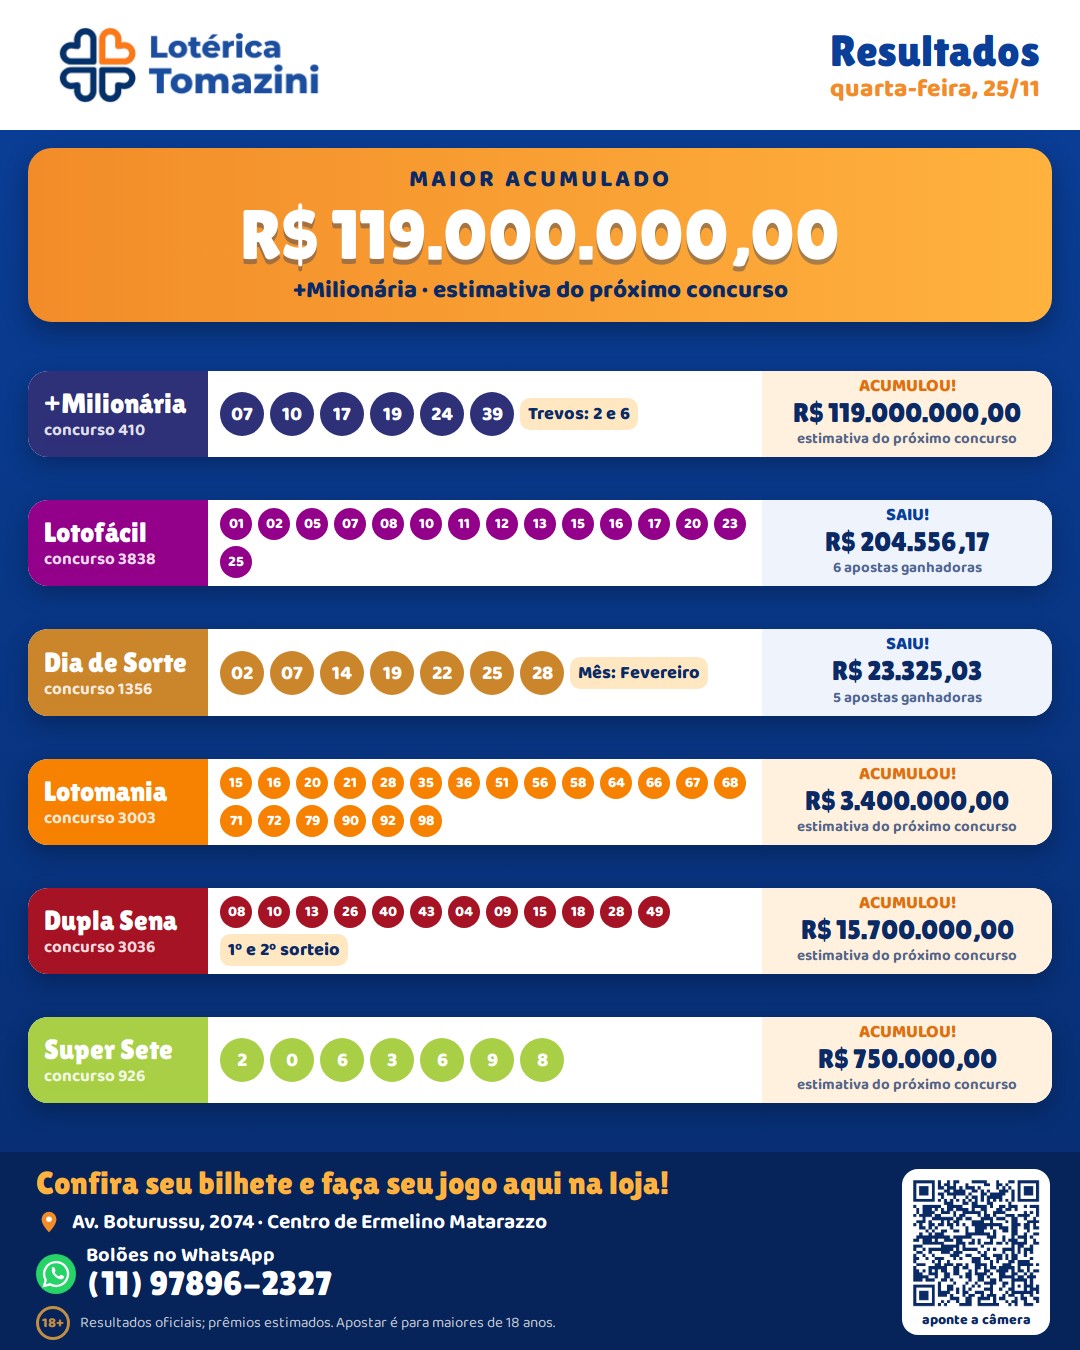 Lotérica
Tomazini
Resultados
quarta-feira, 25/11
MAIOR ACUMULADO
R$ 119.000.000,00
+Milionária · estimativa do próximo concurso
+Milionária
concurso 410
07 10 17 19 24 39 Trevos: 2 e 6
ACUMULOU!
R$ 119.000.000,00
estimativa do próximo concurso
Lotofácil
concurso 3838
01 02 05 07 08 10 11 12 13 15 16 17 20 23
25
SAIU!
R$ 204.556,17
6 apostas ganhadoras
Dia de Sorte
concurso 1356
02 07 14 19 22 25 28 Mês: Fevereiro
SAIU!
R$ 23.325,03
5 apostas ganhadoras
Lotomania
concurso 3003
15 16 20 21 28 35 36 51 56 58 64 66 67 68
71 72 79 90 92 98
ACUMULOU!
R$ 3.400.000,00
estimativa do próximo concurso
Dupla Sena
concurso 3036
08 10 13 26 40 43 04 09 15 18 28 49
1º e 2º sorteio
ACUMULOU!
R$ 15.700.000,00
estimativa do próximo concurso
Super Sete
concurso 926
2 0 6 3 6 9 8
ACUMULOU!
R$ 750.000,00
estimativa do próximo concurso
Confira seu bilhete e faça seu jogo aqui na loja!
Av. Boturussu, 2074 · Centro de Ermelino Matarazzo
Bolões no WhatsApp
(11) 97896-2327
18+ Resultados oficiais; prêmios estimados. Apostar é para maiores de 18 anos.
aponte a câmera